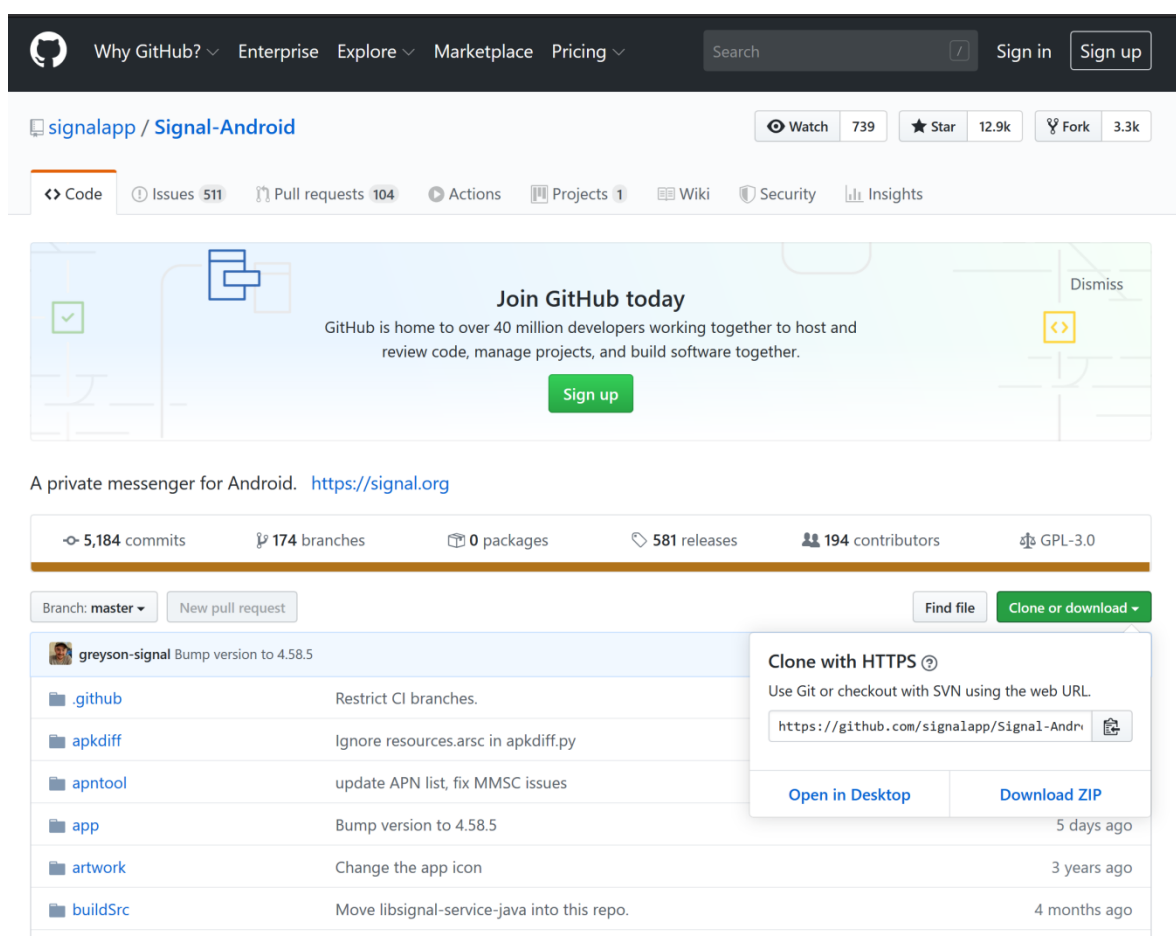 Why GitHub? Enterprise Explore Marketplace Pricing Search / Sign in Sign up
signalapp / Signal-Android Watch 739 Star 12.9k Fork 3.3k
Code Issues 511 Pull requests 104 Actions Projects 1 Wiki Security Insights
Dismiss
Join GitHub today
GitHub is home to over 40 million developers working together to host and
review code, manage projects, and build software together.
Sign up
A private messenger for Android. https://signal.org
5,184 commits 174 branches 0 packages 581 releases 194 contributors GPL-3.0
Branch: master New pull request Find file Clone or download
greyson-signal Bump version to 4.58.5
Clone with HTTPS ?
Use Git or checkout with SVN using the web URL.
https://github.com/signalapp/Signal-Andr
Open in Desktop Download ZIP
.github Restrict CI branches.
apkdiff Ignore resources.arsc in apkdiff.py
apntool update APN list, fix MMSC issues
app Bump version to 4.58.5 5 days ago
artwork Change the app icon 3 years ago
buildSrc Move libsignal-service-java into this repo. 4 months ago